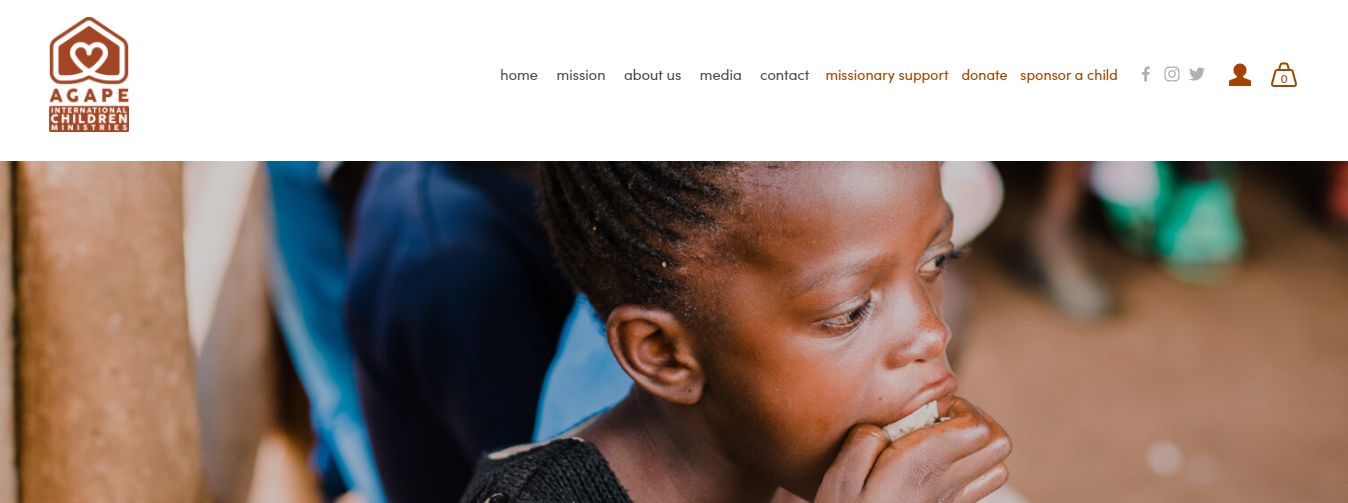 AGAPE
INTERNATIONAL
CHILDREN
MINISTRIES
home mission about us media contact missionary support donate sponsor a child 0